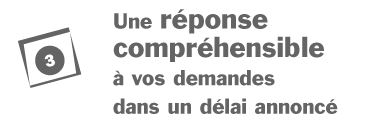 3
Une réponse
compréhensible
à vos demandes
dans un délai annoncé